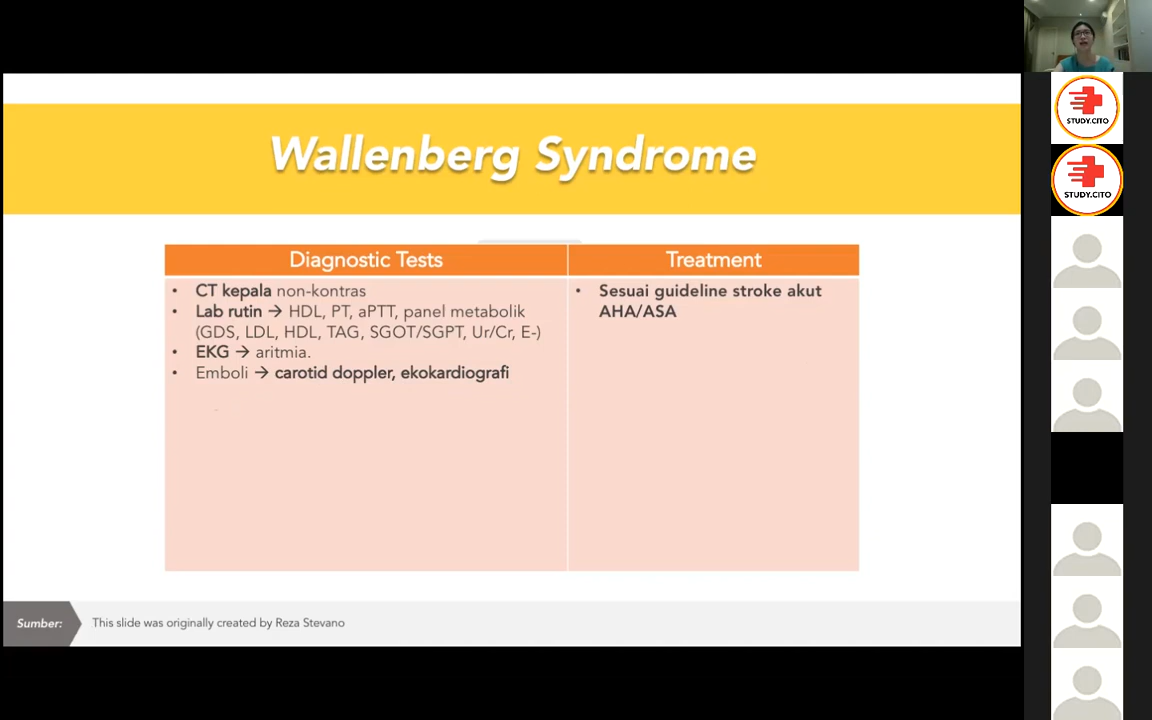 Wallenberg Syndrome
Diagnostic Tests
• CT kepala non-kontras
• Lab rutin → HDL, PT, aPTT, panel metabolik
(GDS, LDL, HDL, TAG, SGOT/SGPT, Ur/Cr, E-)
• EKG → aritmia.
• Emboli → carotid doppler, ekokardiografi
Treatment
• Sesuai guideline stroke akut
AHA/ASA
Sumber:
This slide was originally created by Reza Stevano
STUDY.CITO
STUDY.CITO